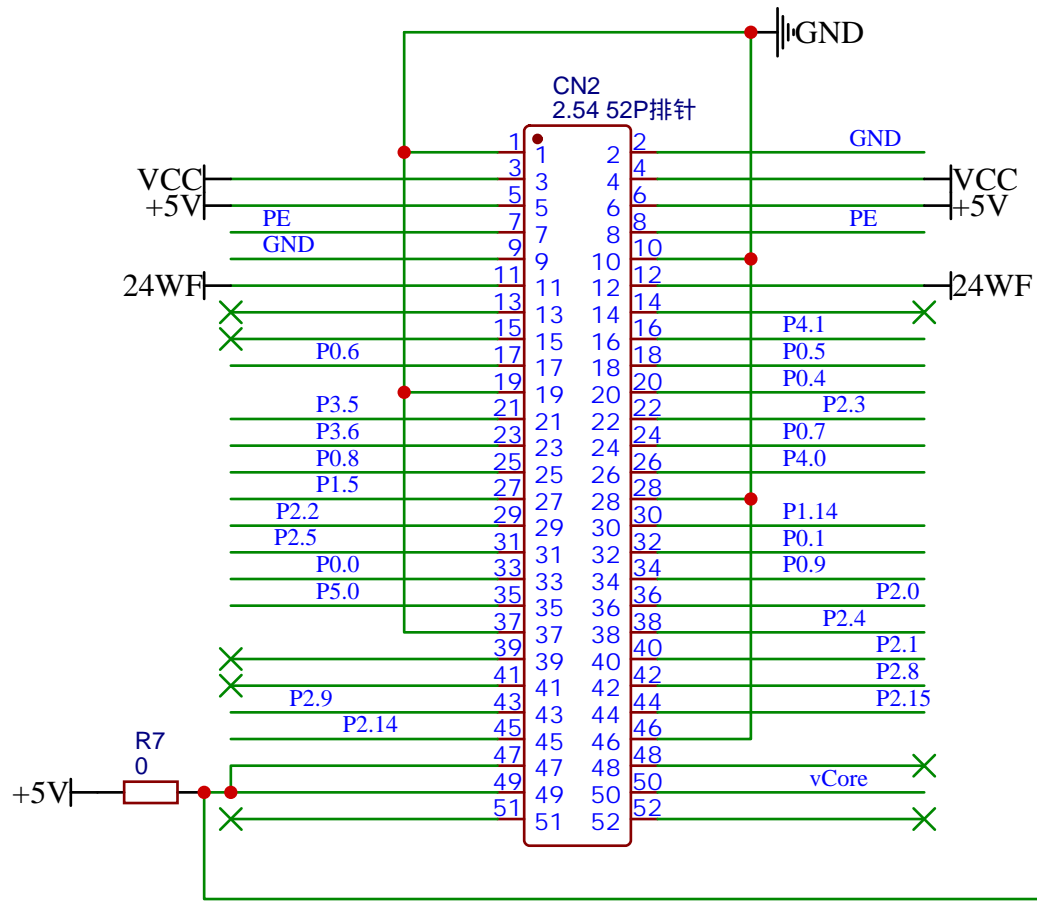 GND
CN2
2.54 52P排针
1 1 2 2 GND
VCC 3 3 4 4 VCC
+5V 5 5 6 6 +5V
PE 7 7 8 8 PE
GND 9 9 10 10
24WF 11 11 12 12 24WF
13 13 14 14
15 15 16 16 P4.1
P0.6 17 17 18 18 P0.5
19 19 20 20 P0.4
P3.5 21 21 22 22 P2.3
P3.6 23 23 24 24 P0.7
P0.8 25 25 26 26 P4.0
P1.5 27 27 28 28
P2.2 29 29 30 30 P1.14
P2.5 31 31 32 32 P0.1
P0.0 33 33 34 34 P0.9
P5.0 35 35 36 36 P2.0
37 37 38 38 P2.4
39 39 40 40 P2.1
41 41 42 42 P2.8
P2.9 43 43 44 44 P2.15
P2.14 45 45 46 46
R7
0
47 47 48 48
+5V 49 49 50 50 vCore
51 51 52 52